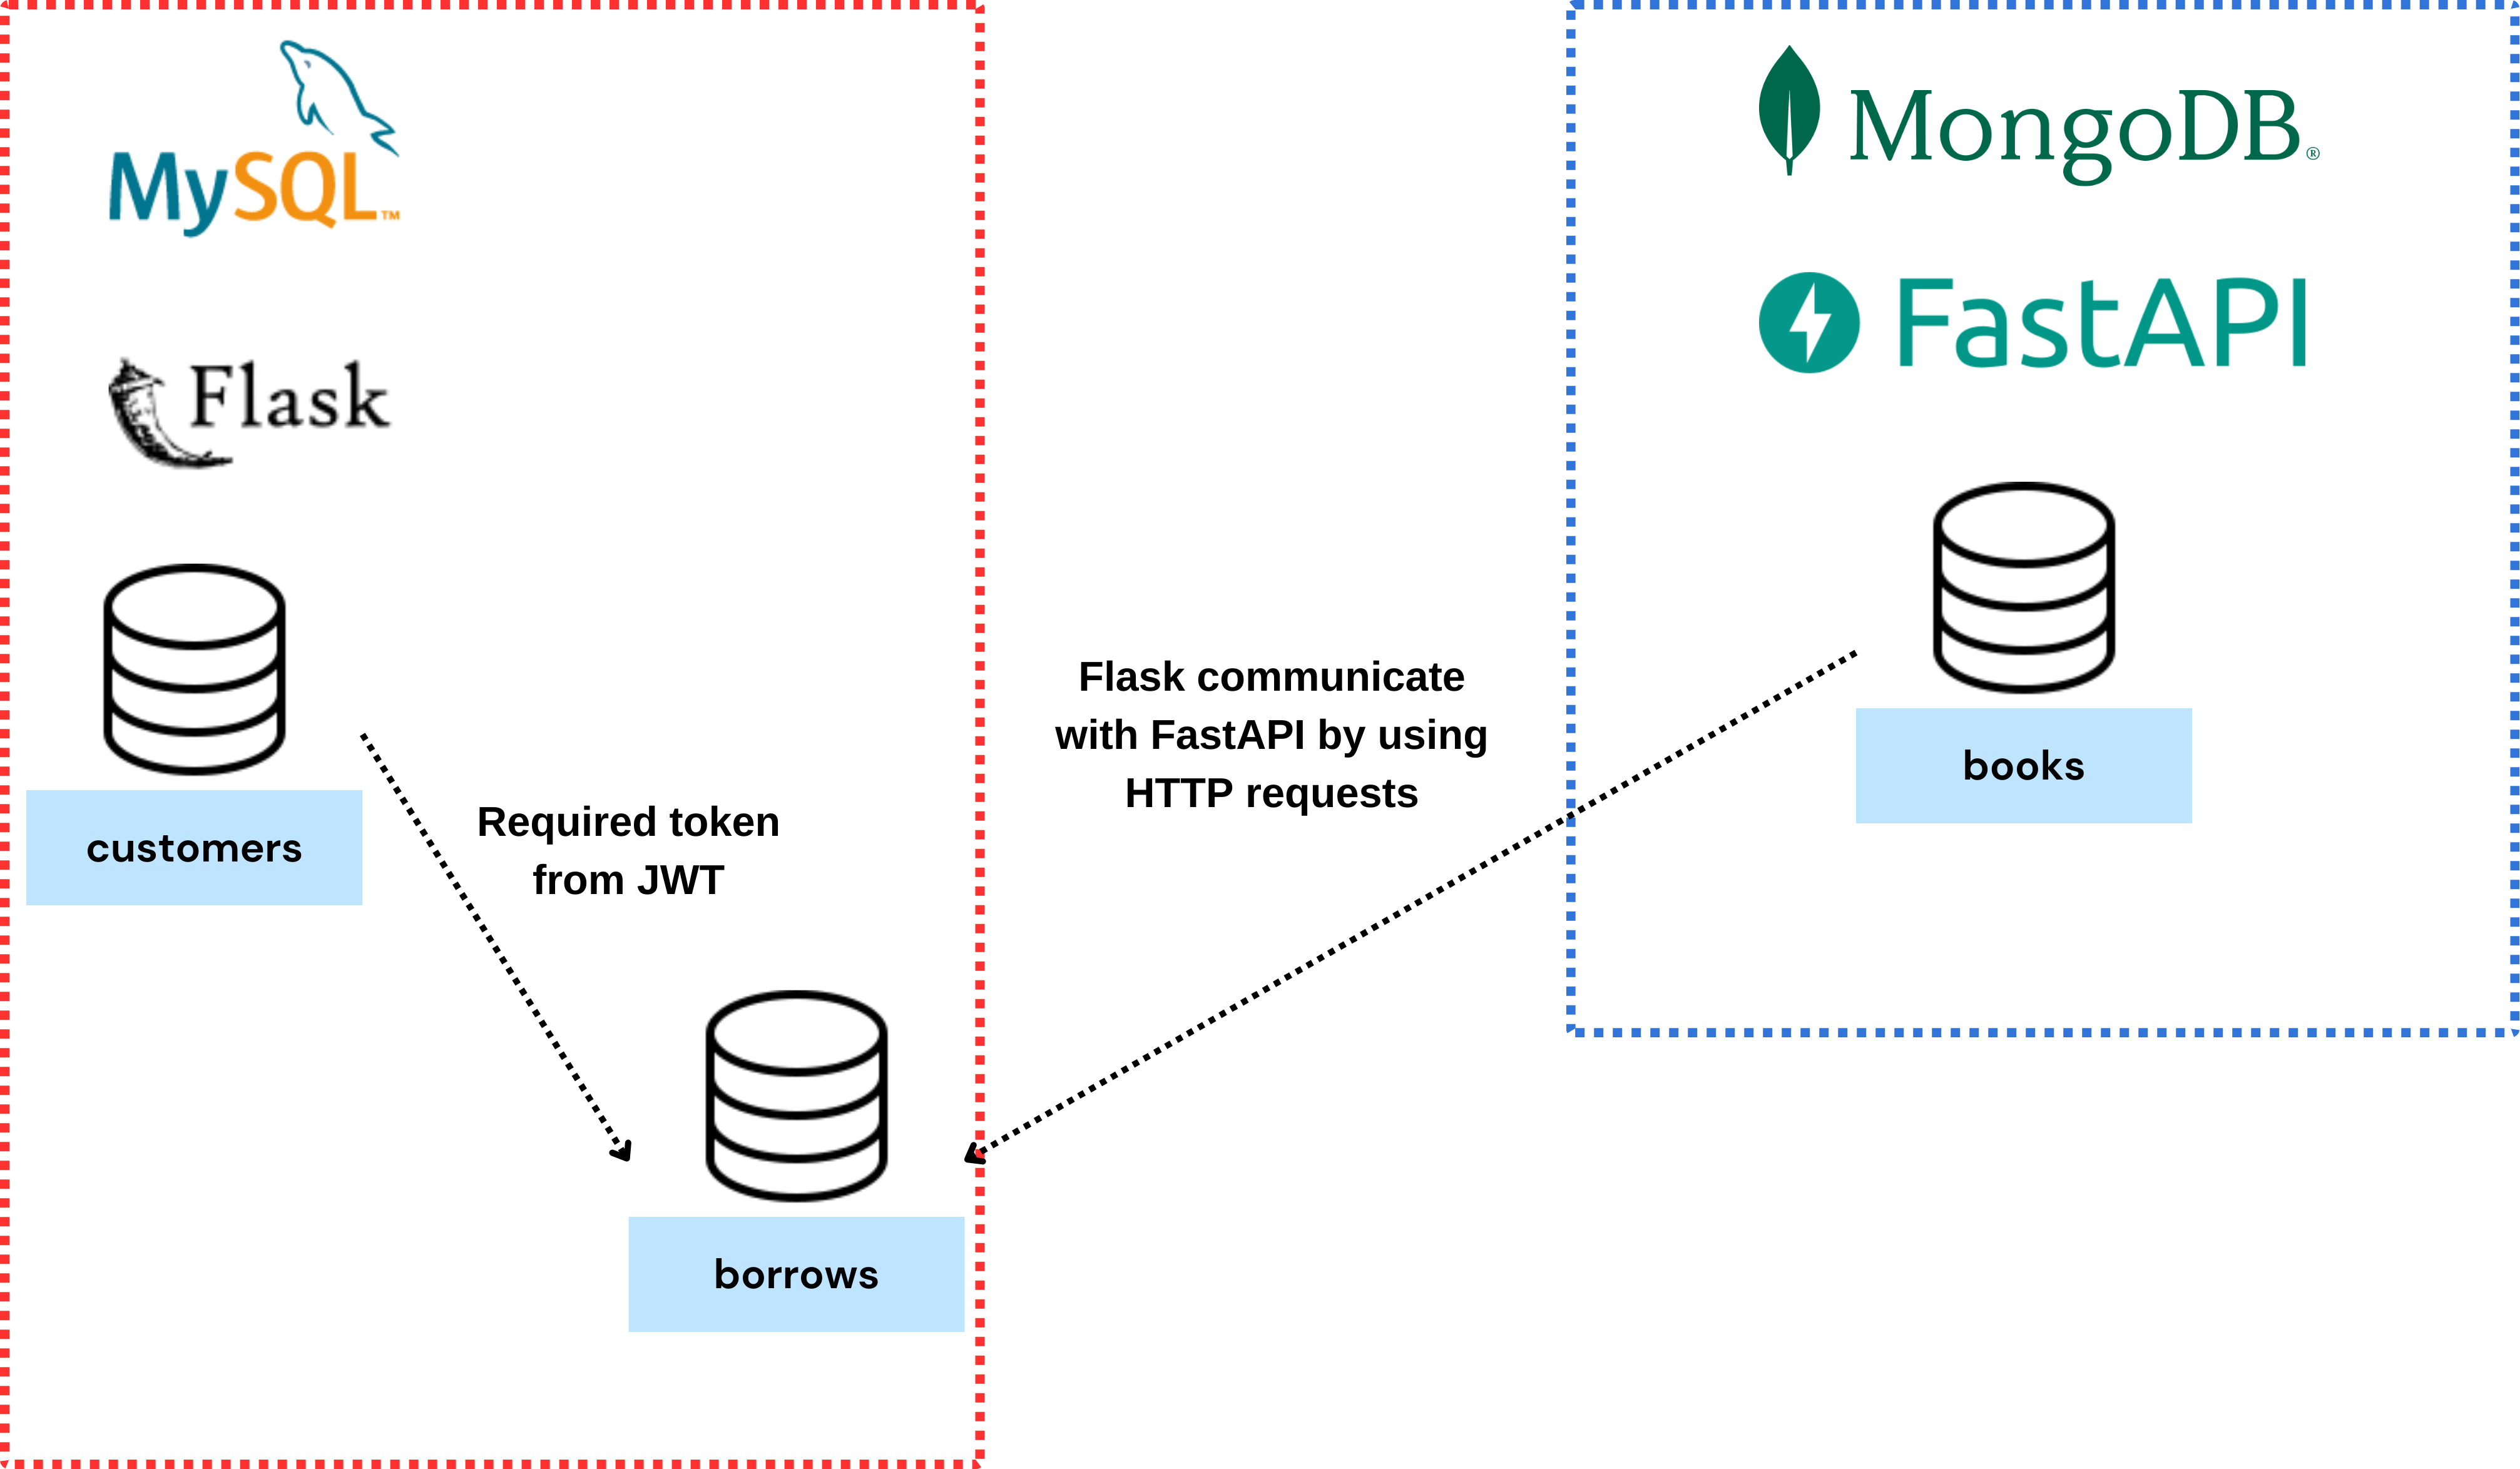 MySQL™
Flask
customers
Required token
from JWT
borrows
Flask communicate
with FastAPI by using
HTTP requests
MongoDB®
FastAPI
books